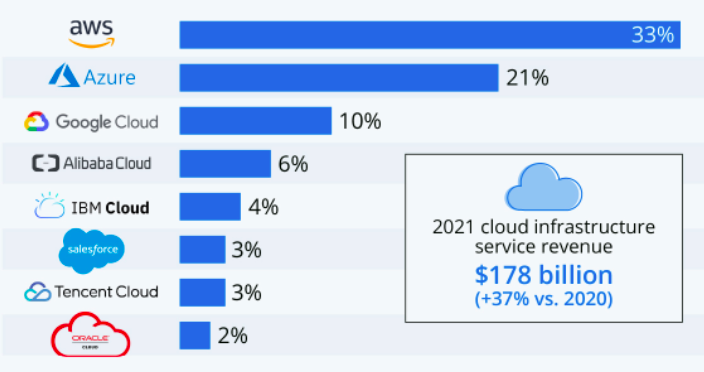 aws
33%
Azure
21%
Google Cloud
10%
Alibaba Cloud
6%
IBM Cloud
4%
salesforce
3%
Tencent Cloud
3%
ORACLE
CLOUD
2%
2021 cloud infrastructure
service revenue
$178 billion
(+37% vs. 2020)